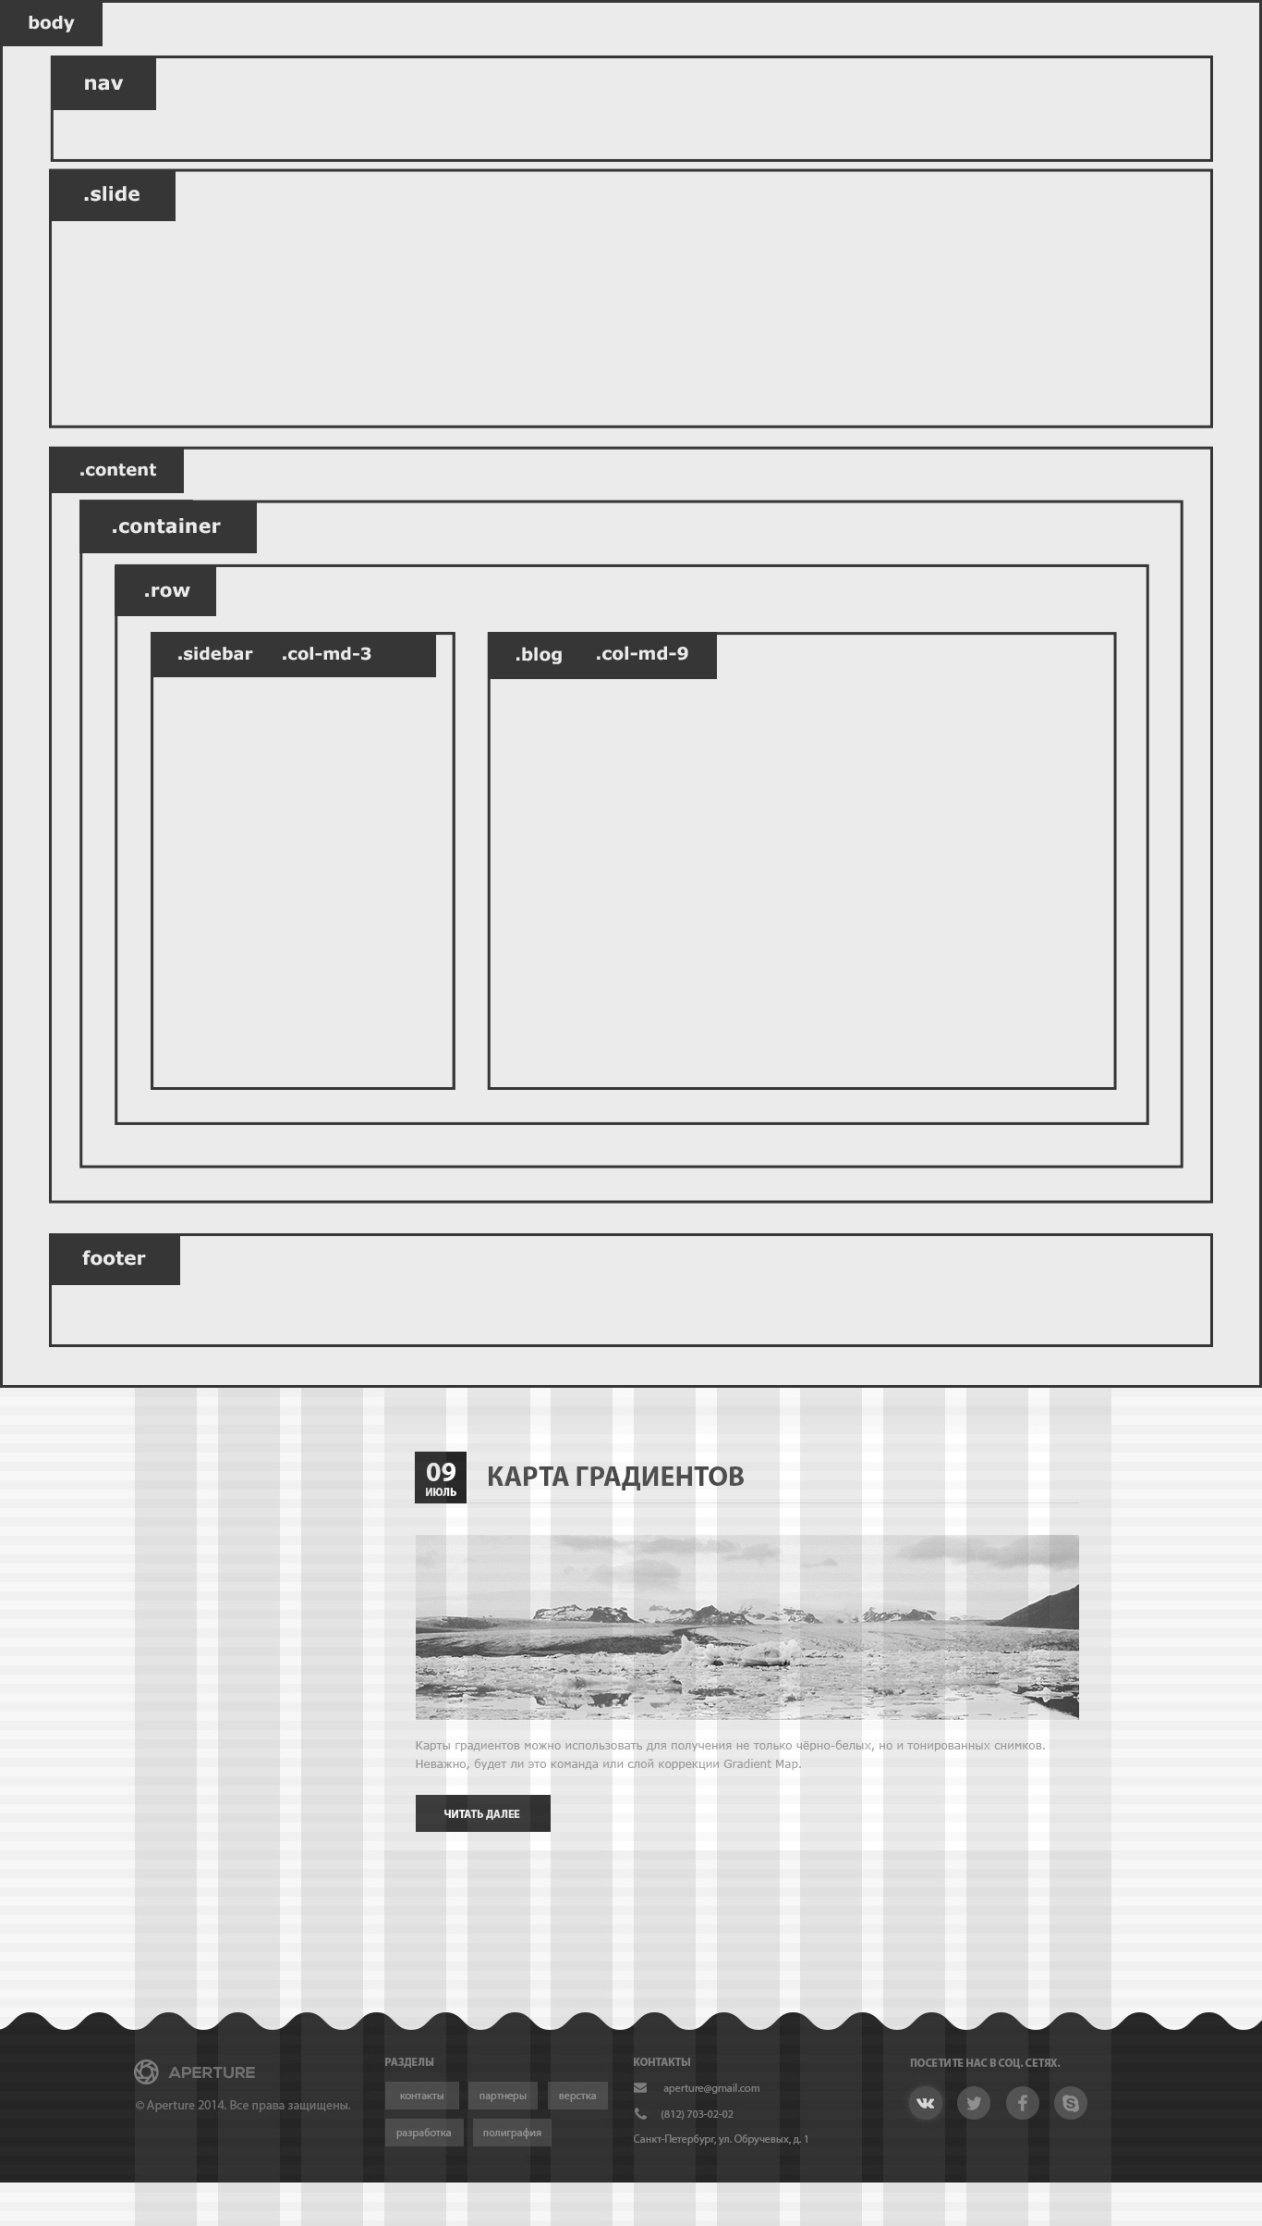 body
nav
.slide
.content
.container
.row
.sidebar .col-md-3
.blog .col-md-9
footer
09
ИЮЛЬ
КАРТА ГРАДИЕНТОВ
Карты градиентов можно использовать для получения не только чёрно-белых, но и тонированных снимков.
Неважно, будет ли это команда или слой коррекции Gradient Map.
ЧИТАТЬ ДАЛЕЕ
APERTURE
© Aperture 2014. Все права защищены.
РАЗДЕЛЫ
контакты партнеры верстка
разработка полиграфия
КОНТАКТЫ
aperture@gmail.com
(812) 703-02-02
Санкт-Петербург, ул. Обручевых, д. 1
ПОСЕТИТЕ НАС В СОЦ. СЕТЯХ.